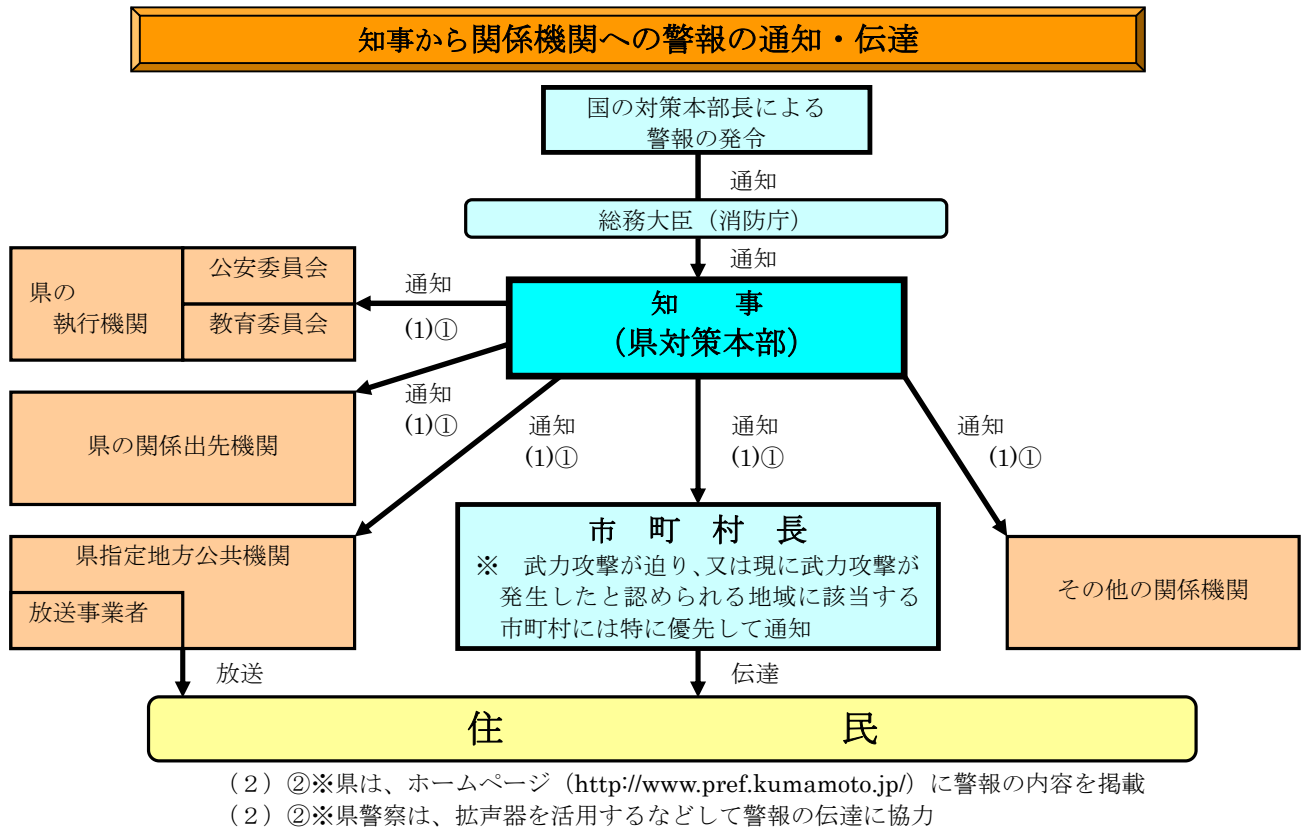 知事から関係機関への警報の通知・伝達
国の対策本部長による
警報の発令
通知
総務大臣（消防庁）
通知
知　事
（県対策本部）
県の
執行機関
公安委員会
教育委員会
通知
(1)①
県の関係出先機関
通知
(1)①
通知
(1)①
通知
(1)①
通知
(1)①
県指定地方公共機関
放送事業者
市　町　村　長
※　武力攻撃が迫り、又は現に武力攻撃が
発生したと認められる地域に該当する
市町村には特に優先して通知
その他の関係機関
放送
伝達
住　民
（２）②※県は、ホームページ（http://www.pref.kumamoto.jp/）に警報の内容を掲載
（２）②※県警察は、拡声器を活用するなどして警報の伝達に協力